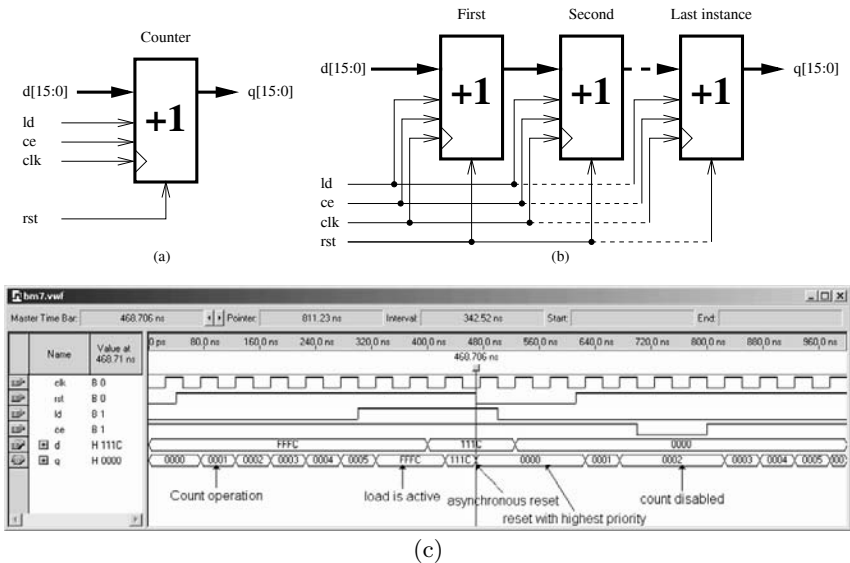 Counter
d[15:0]
+1
q[15:0]
ld
ce
clk
rst
(a)
First Second Last instance
d[15:0]
+1 +1 +1
q[15:0]
ld
ce
clk
rst
(b)
bm7.vwf
Master Time Bar: 468.706 ns Pointer: 811.23 ns Interval: 342.52 ns Start: End:
Name Value at 468.71 ns
0 ps 80.0 ns 160.0 ns 240.0 ns 320.0 ns 400.0 ns 480.0 ns 560.0 ns 640.0 ns 720.0 ns 800.0 ns 880.0 ns 960.0 ns
468.706 ns
clk B 0
rst B 0
ld B 1
ce B 1
d H 111C FFFC 111C 0000
q H 0000 0000 0001 0002 0003 0004 0005 FFFC 111C 0000 0001 0002 0003 0004 0005
Count operation load is active asynchronous reset count disabled
reset with highest priority
(c)